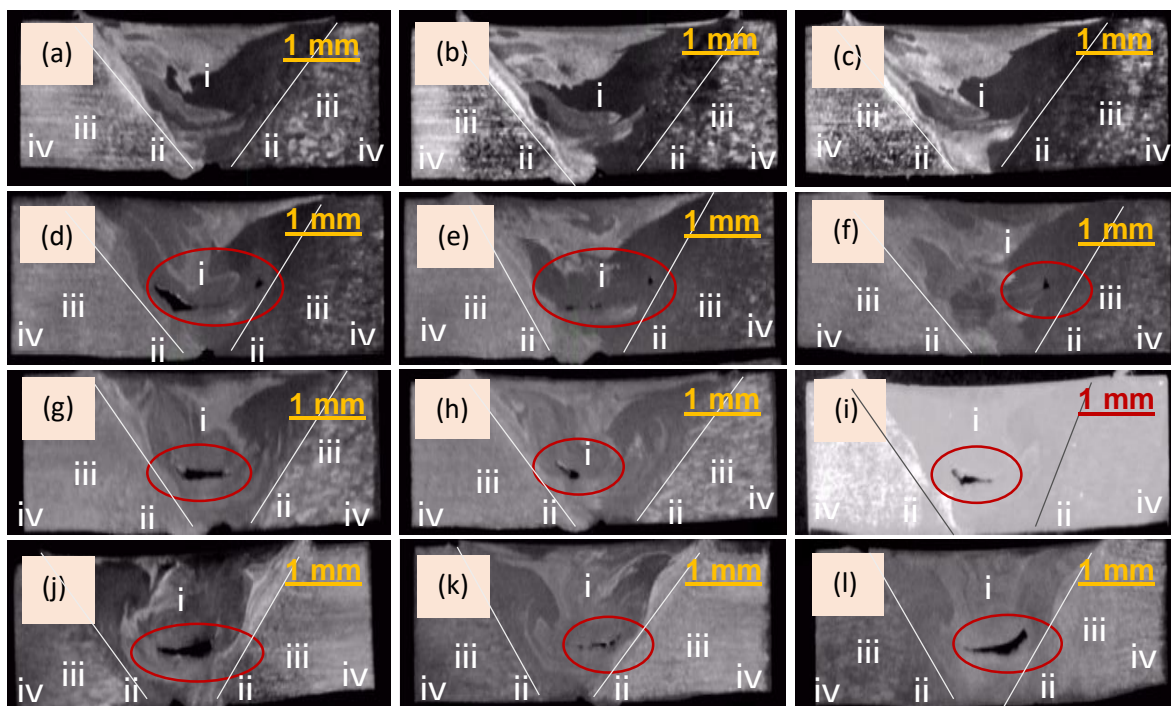 (a) 1 mm i iii iii ii ii iv iv
(b) 1 mm i iii iii ii ii iv iv
(c) 1 mm i iii iii ii ii iv iv
(d) 1 mm i iii iii ii ii iv iv
(e) 1 mm i iii iii ii ii iv iv
(f) 1 mm i iii iii ii ii iv iv
(g) 1 mm i iii iii ii ii iv iv
(h) 1 mm i iii iii ii ii iv iv
(i) 1 mm i ii ii iv iv
(j) 1 mm i iii iii ii ii iv iv
(k) 1 mm i iii iii ii ii iv iv
(l) 1 mm i iii iii ii ii iv iv